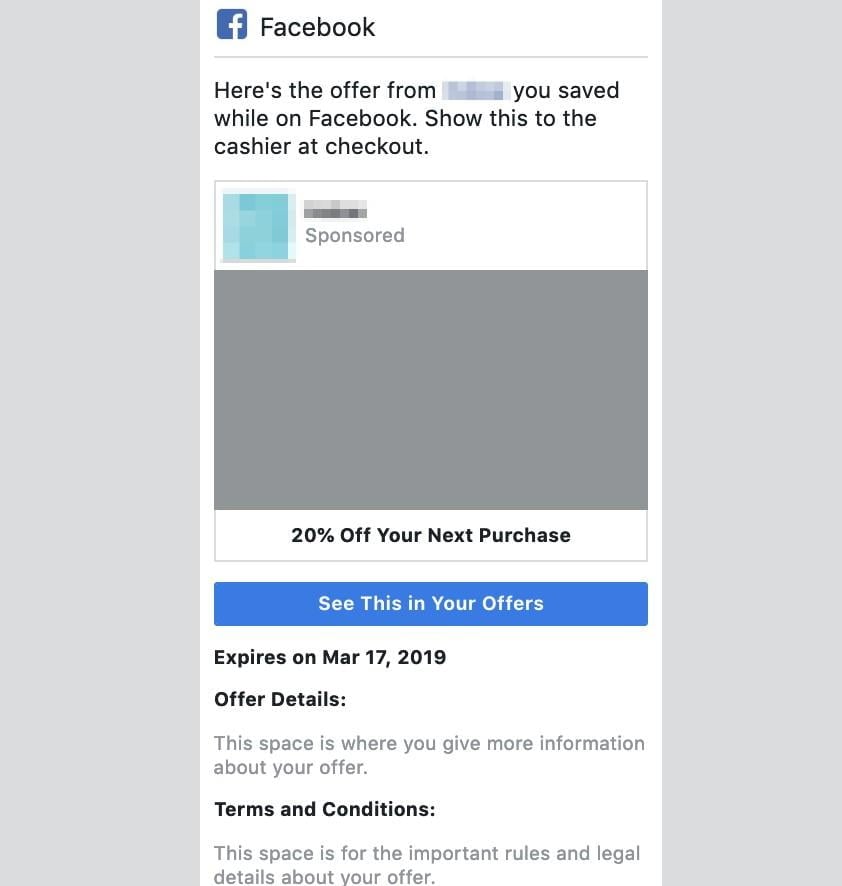 Facebook
Here's the offer from you saved
while on Facebook. Show this to the
cashier at checkout.
Sponsored
20% Off Your Next Purchase
See This in Your Offers
Expires on Mar 17, 2019
Offer Details:
This space is where you give more information
about your offer.
Terms and Conditions:
This space is for the important rules and legal
details about your offer.